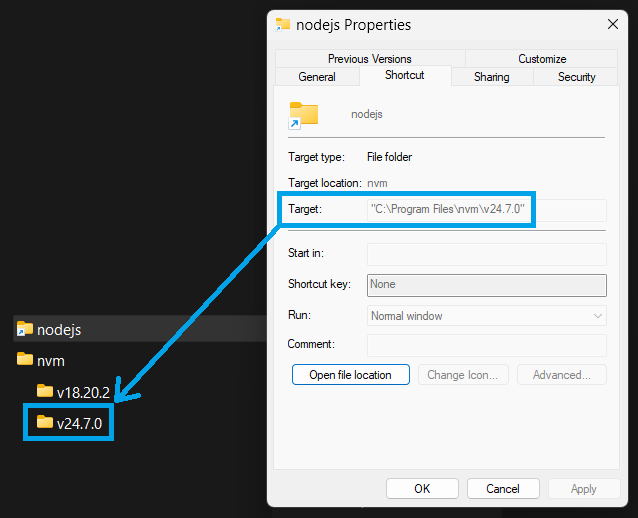 nodejs Properties
Previous Versions Customize
General Shortcut Sharing Security
nodejs
Target type: File folder
Target location: nvm
Target: "C:\Program Files\nvm\v24.7.0"
Start in:
Shortcut key: None
Run: Normal window
Comment:
Open file location Change Icon... Advanced...
OK Cancel Apply
nodejs
nvm
v18.20.2
v24.7.0